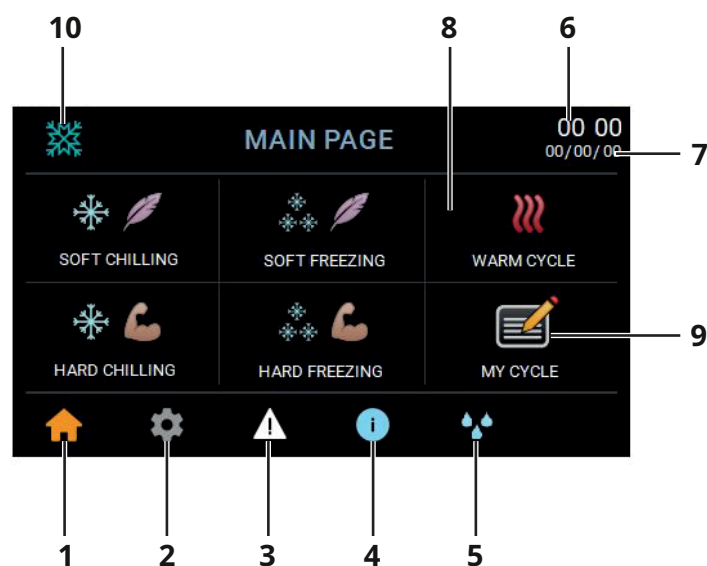 10 8 6
MAIN PAGE
00 00
00/00/00
7
SOFT CHILLING
SOFT FREEZING
WARM CYCLE
9
HARD CHILLING
HARD FREEZING
MY CYCLE
1 2 3 4 5